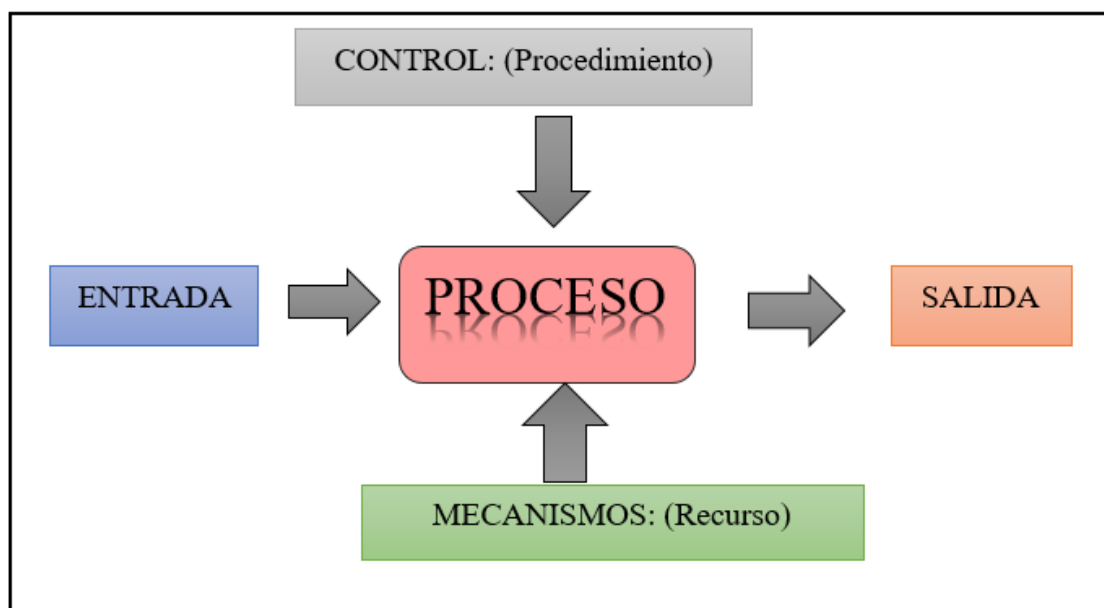 CONTROL: (Procedimiento)
ENTRADA
PROCESO
SALIDA
MECANISMOS: (Recurso)